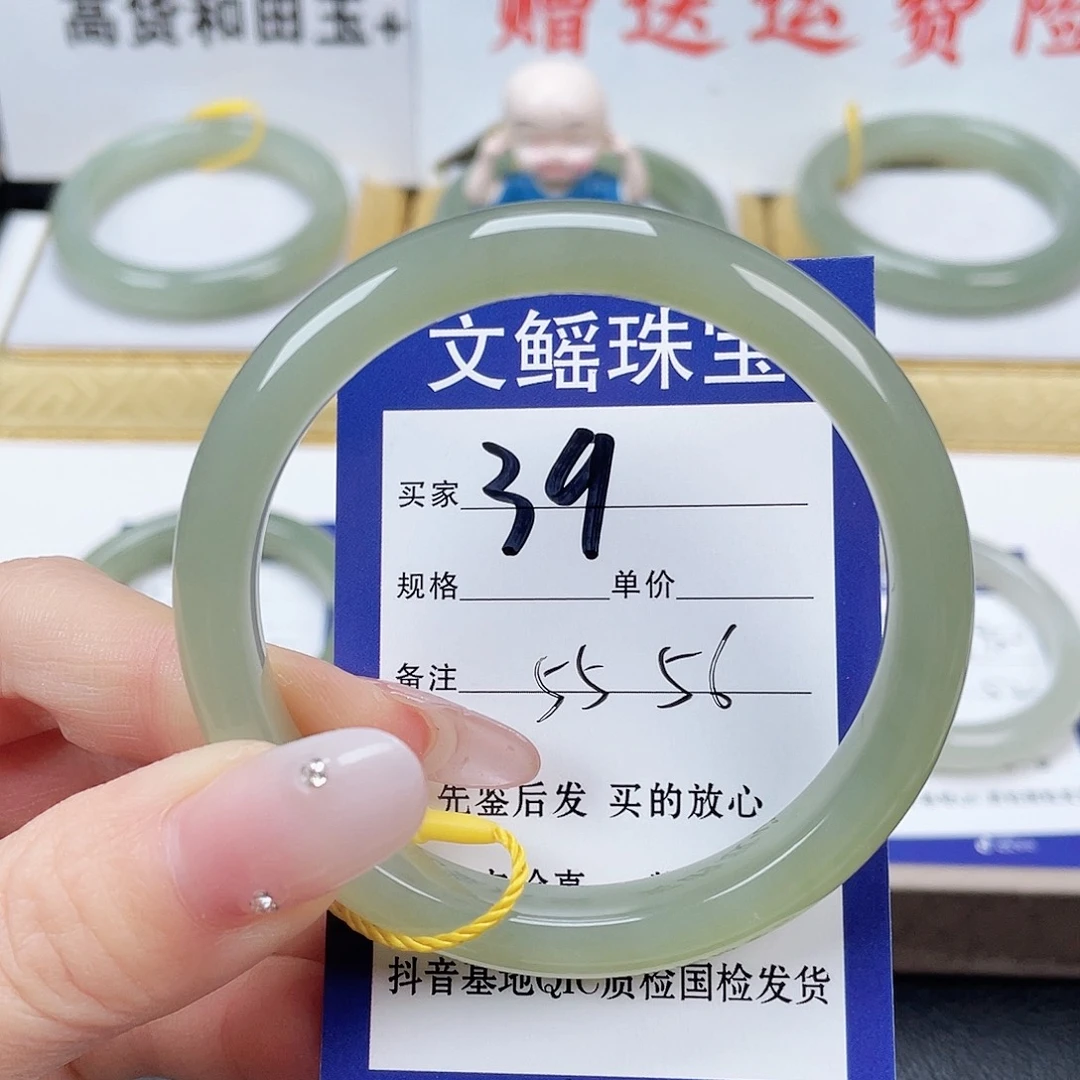 高货和田玉+
赠送运费险
文鳐珠宝
买家 39
规格 单价
备注 55 56
先鉴后发 买的放心
抖音基地QIC质检国检发货